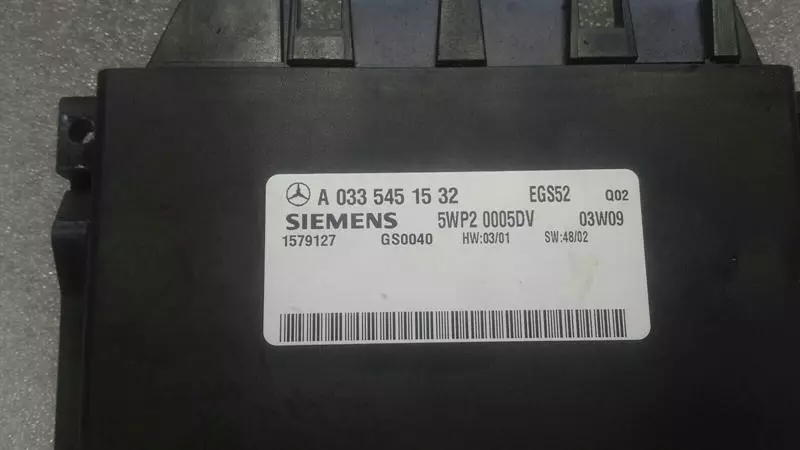 A 033 545 15 32 EGS52 Q02
SIEMENS 5WP2 0005DV 03W09
1579127 GS0040 HW:03/01 SW:48/02